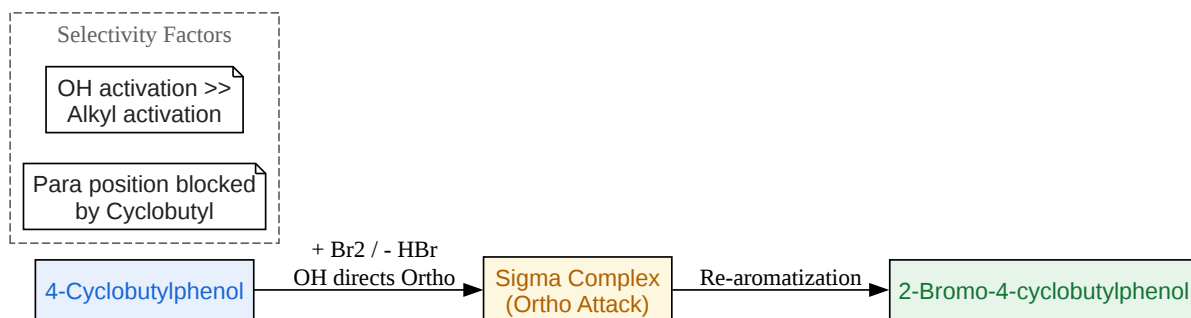 Selectivity Factors
OH activation >>
Alkyl activation
Para position blocked
by Cyclobutyl
+ Br2 / - HBr
OH directs Ortho
4-Cyclobutylphenol
Sigma Complex
(Ortho Attack)
Re-aromatization
2-Bromo-4-cyclobutylphenol